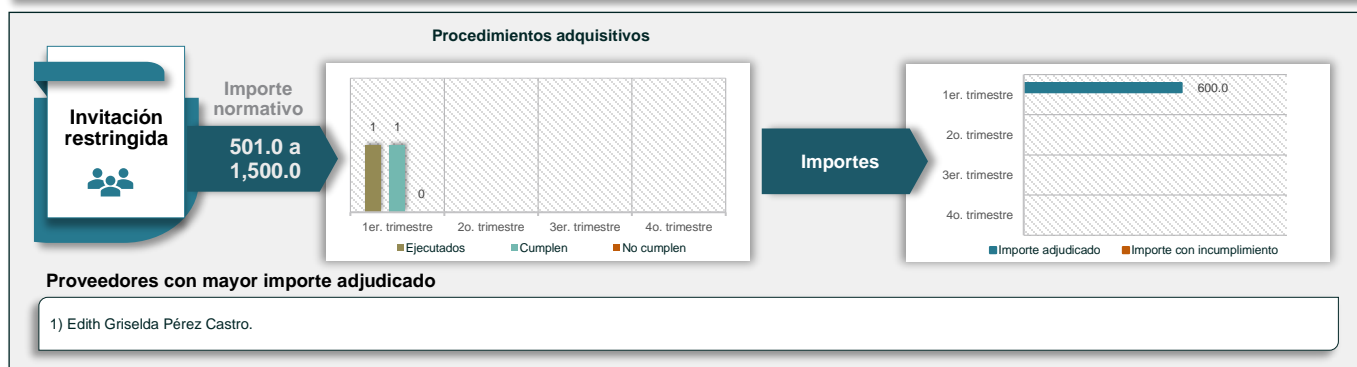 Procedimientos adquisitivos
Invitación
restringida
Importe
normativo
501.0 a
1,500.0
1
1
0
1er. trimestre
2o. trimestre
3er. trimestre
4o. trimestre
Ejecutados
Cumplen
No cumplen
Importes
1er. trimestre
600.0
2o. trimestre
3er. trimestre
4o. trimestre
Importe adjudicado
Importe con incumplimiento
Proveedores con mayor importe adjudicado
1) Edith Griselda Pérez Castro.